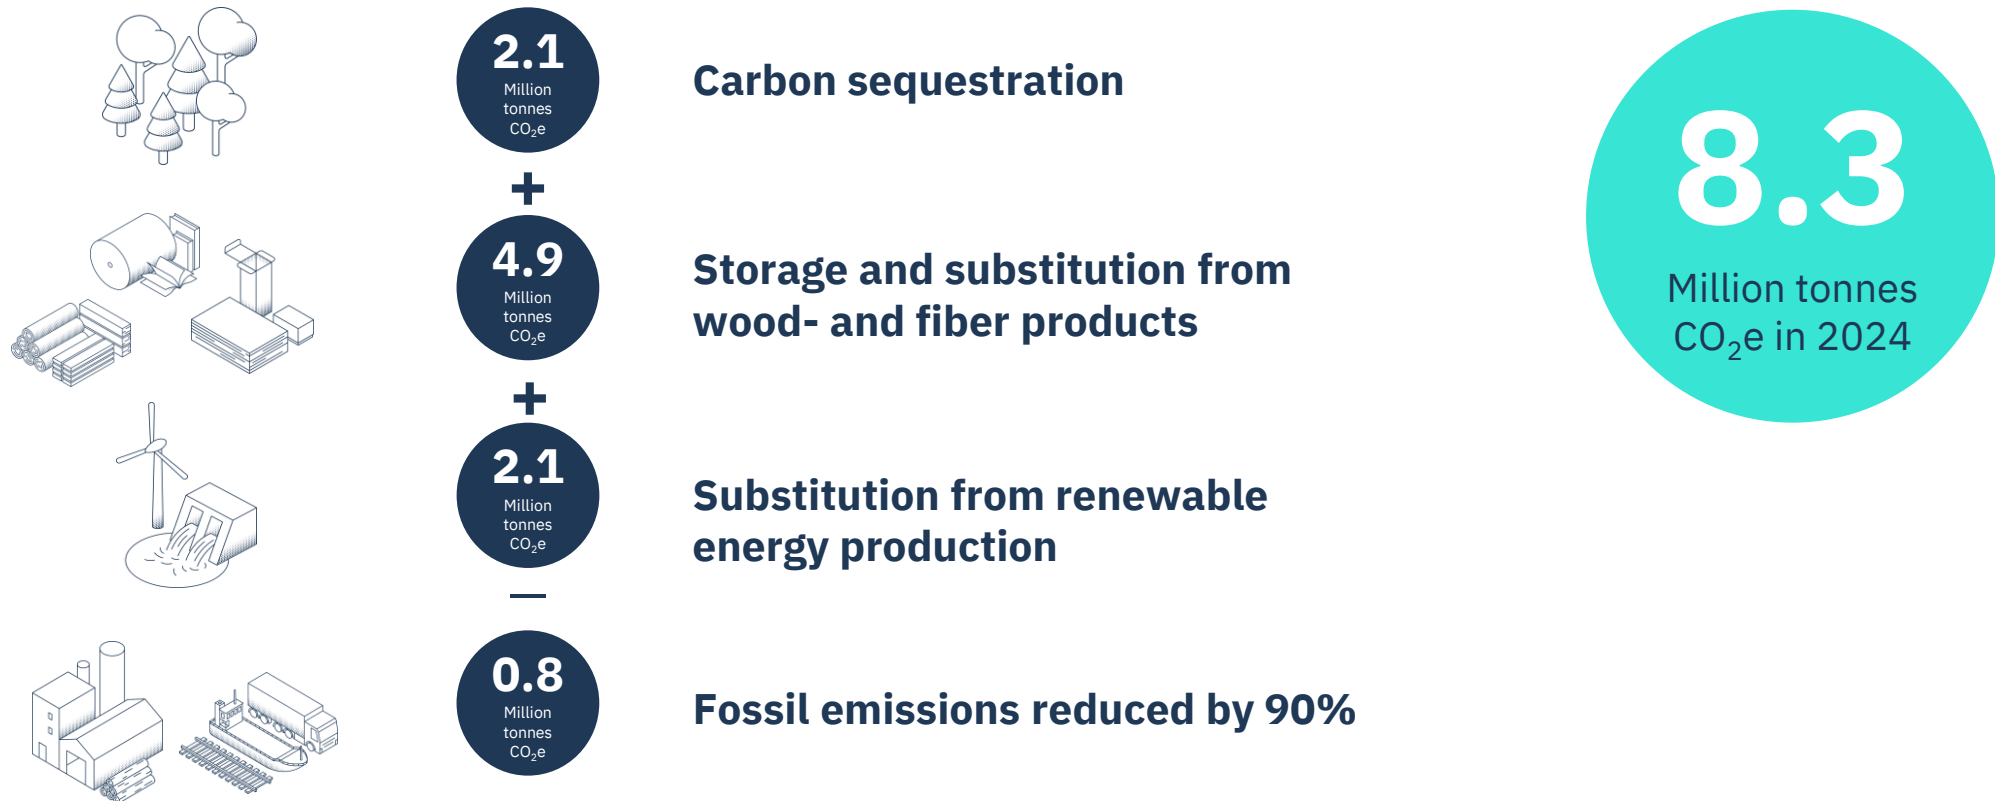 2.1
Million
tonnes
CO₂e
Carbon sequestration
+
4.9
Million
tonnes
CO₂e
Storage and substitution from
wood- and fiber products
+
2.1
Million
tonnes
CO₂e
Substitution from renewable
energy production
—
0.8
Million
tonnes
CO₂e
Fossil emissions reduced by 90%
8.3
Million tonnes
CO₂e in 2024